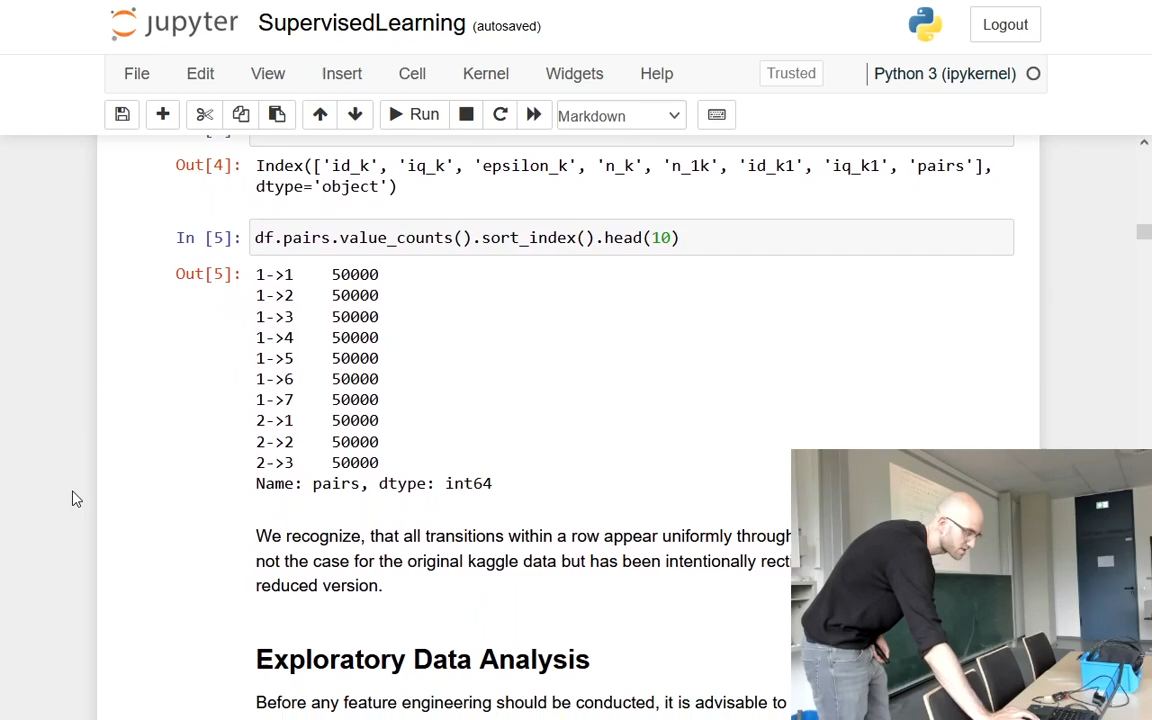 jupyter SupervisedLearning (autosaved) Logout
File Edit View Insert Cell Kernel Widgets Help Trusted Python 3 (ipykernel)
Run Markdown
Out[4]: Index(['id_k', 'iq_k', 'epsilon_k', 'n_k', 'n_1k', 'id_k1', 'iq_k1', 'pairs'],
dtype='object')
In [5]: df.pairs.value_counts().sort_index().head(10)
Out[5]: 1->1 50000
1->2 50000
1->3 50000
1->4 50000
1->5 50000
1->6 50000
1->7 50000
2->1 50000
2->2 50000
2->3 50000
Name: pairs, dtype: int64
We recognize, that all transitions within a row appear uniformly
not the case for the original kaggle data but has been intentionally
reduced version.
Exploratory Data Analysis
Before any feature engineering should be conducted, it is advisable to